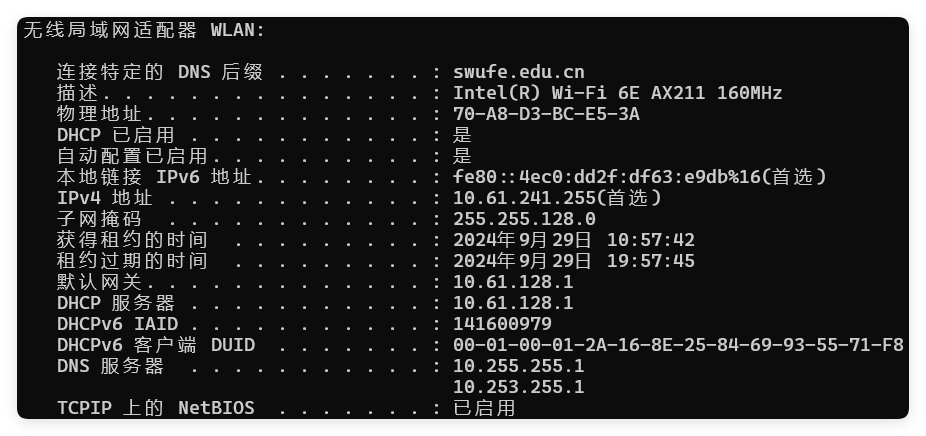 无线局域网适配器 WLAN:
连接特定的 DNS 后缀 . . . . . . . : swufe.edu.cn
描述. . . . . . . . . . . . . . . : Intel(R) Wi-Fi 6E AX211 160MHz
物理地址. . . . . . . . . . . . . : 70-A8-D3-BC-E5-3A
DHCP 已启用 . . . . . . . . . . . : 是
自动配置已启用. . . . . . . . . . : 是
本地链接 IPv6 地址. . . . . . . . : fe80::4ec0:dd2f:df63:e9db%16(首选)
IPv4 地址 . . . . . . . . . . . . : 10.61.241.255(首选)
子网掩码  . . . . . . . . . . . . : 255.255.128.0
获得租约的时间  . . . . . . . . . : 2024年9月29日 10:57:42
租约过期的时间  . . . . . . . . . : 2024年9月29日 19:57:45
默认网关. . . . . . . . . . . . . : 10.61.128.1
DHCP 服务器 . . . . . . . . . . . : 10.61.128.1
DHCPv6 IAID . . . . . . . . . . . : 141600979
DHCPv6 客户端 DUID  . . . . . . . : 00-01-00-01-2A-16-8E-25-84-69-93-55-71-F8
DNS 服务器  . . . . . . . . . . . : 10.255.255.1
10.253.255.1
TCPIP 上的 NetBIOS  . . . . . . . : 已启用